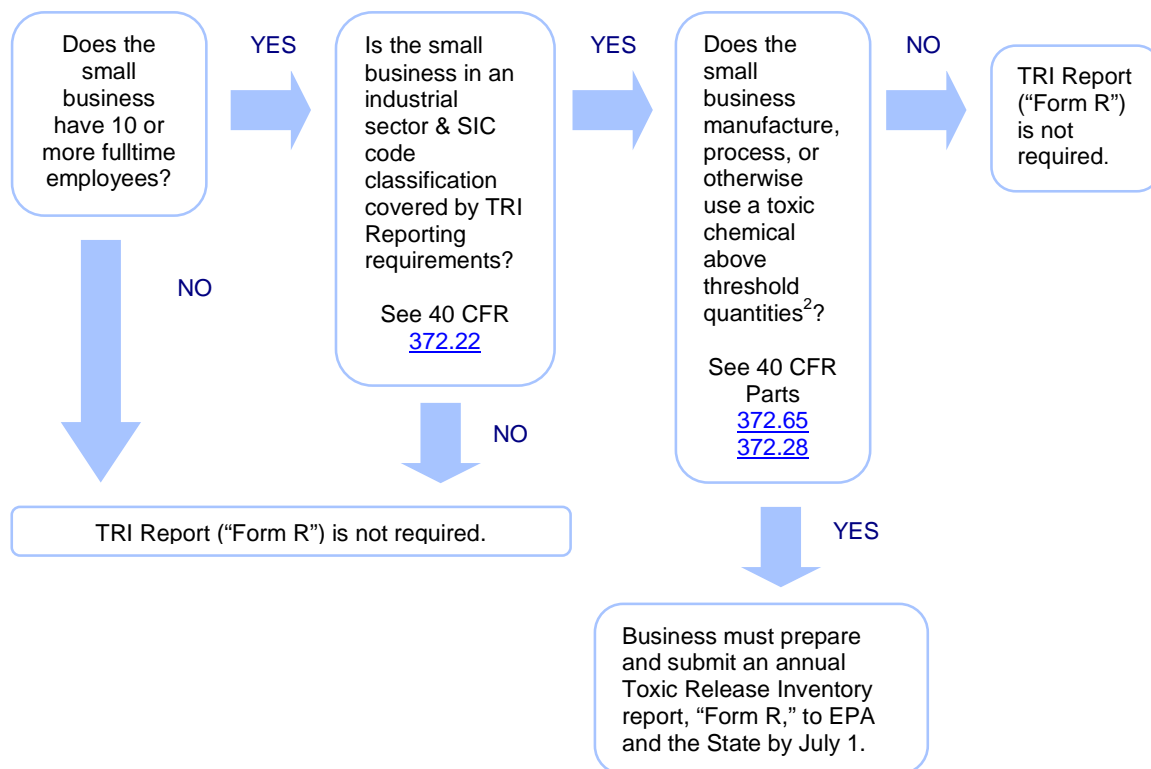 Does the
small
business
have 10 or
more fulltime
employees?
YES
Is the small
business in an
industrial
sector & SIC
code
classification
covered by TRI
Reporting
requirements?
See 40 CFR
372.22
YES
Does the
small
business
manufacture,
process, or
otherwise
use a toxic
chemical
above
threshold
quantities²?
See 40 CFR
Parts
372.65
372.28
NO
TRI Report
(“Form R”)
is not
required.
NO
NO
TRI Report (“Form R”) is not required.
YES
Business must prepare
and submit an annual
Toxic Release Inventory
report, “Form R,” to EPA
and the State by July 1.